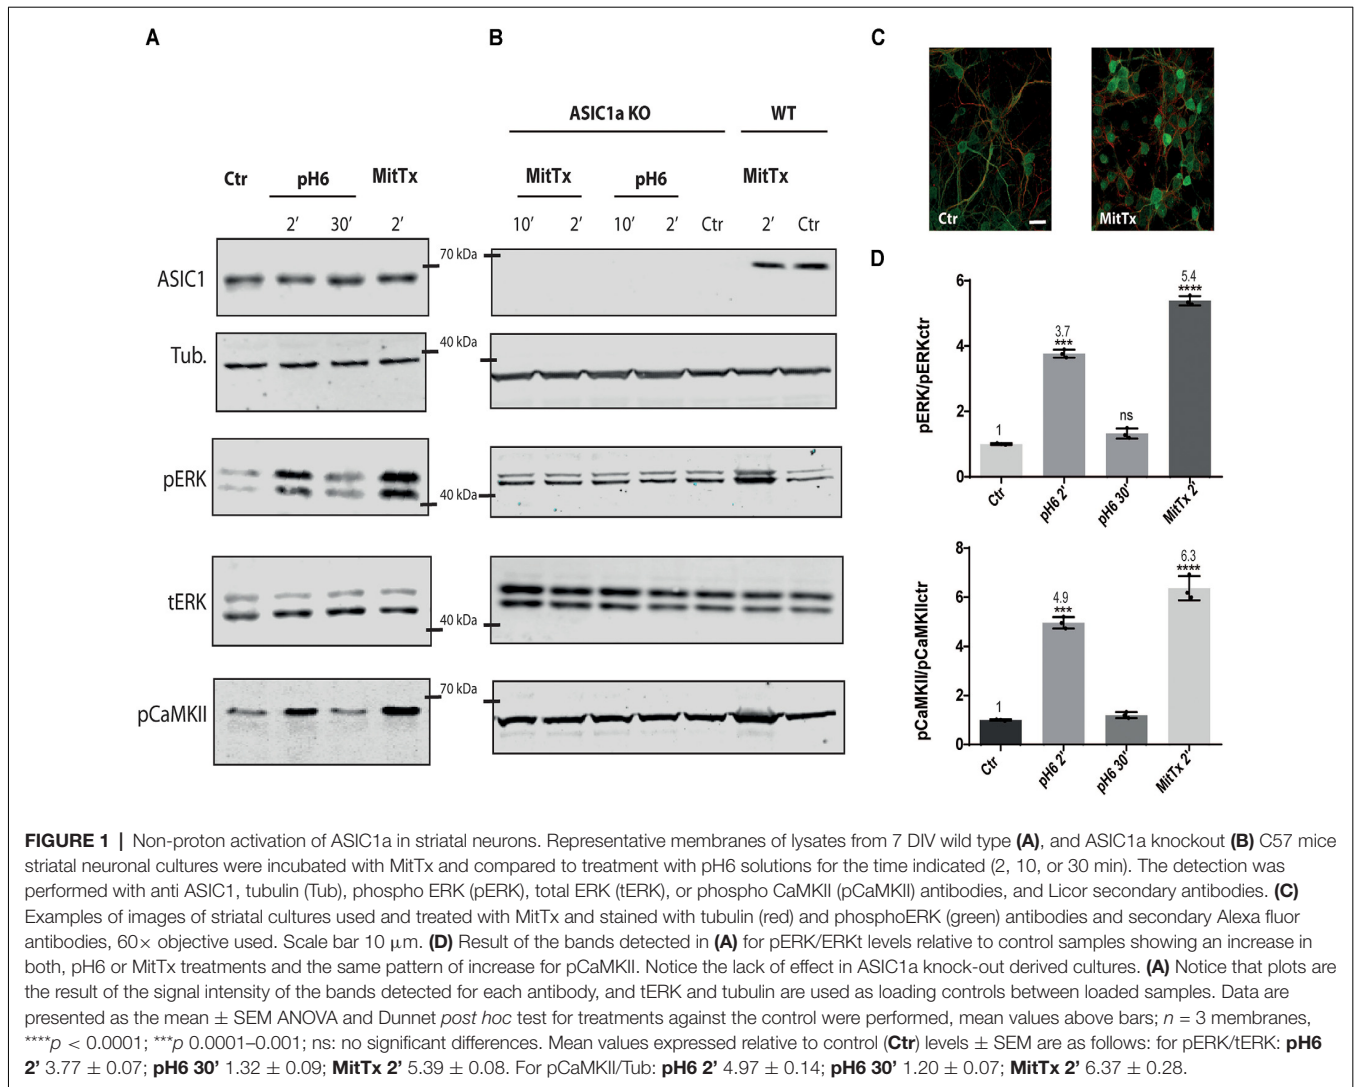 A
B
C
ASIC1a KO
WT
Ctr
pH6
MitTx
MitTx
pH6
MitTx
2’
30’
2’
10’
2’
10’
2’
Ctr
2’
Ctr
ASIC1
70 kDa
Tub.
40 kDa
pERK
40 kDa
tERK
40 kDa
pCaMKII
70 kDa
Ctr
MitTx
D
pERK/pERKctr
6
4
2
0
1
3.7
***
ns
5.4
****
Ctr
pH6 2'
pH6 30'
MitTx 2'
pCaMKII/pCaMKIIctr
8
6
4
2
0
1
4.9
***
6.3
****
Ctr
pH6 2'
pH6 30'
MitTx 2'
FIGURE 1 | Non-proton activation of ASIC1a in striatal neurons. Representative membranes of lysates from 7 DIV wild type (A), and ASIC1a knockout (B) C57 mice
striatal neuronal cultures were incubated with MitTx and compared to treatment with pH6 solutions for the time indicated (2, 10, or 30 min). The detection was
performed with anti ASIC1, tubulin (Tub), phospho ERK (pERK), total ERK (tERK), or phospho CaMKII (pCaMKII) antibodies, and Licor secondary antibodies. (C)
Examples of images of striatal cultures used and treated with MitTx and stained with tubulin (red) and phosphoERK (green) antibodies and secondary Alexa fluor
antibodies, 60× objective used. Scale bar 10 μm. (D) Result of the bands detected in (A) for pERK/ERKt levels relative to control samples showing an increase in
both, pH6 or MitTx treatments and the same pattern of increase for pCaMKII. Notice the lack of effect in ASIC1a knock-out derived cultures. (A) Notice that plots are
the result of the signal intensity of the bands detected for each antibody, and tERK and tubulin are used as loading controls between loaded samples. Data are
presented as the mean ± SEM ANOVA and Dunnet post hoc test for treatments against the control were performed, mean values above bars; n = 3 membranes,
****p < 0.0001; ***p 0.0001–0.001; ns: no significant differences. Mean values expressed relative to control (Ctr) levels ± SEM are as follows: for pERK/tERK: pH6
2’ 3.77 ± 0.07; pH6 30’ 1.32 ± 0.09; MitTx 2’ 5.39 ± 0.08. For pCaMKII/Tub: pH6 2’ 4.97 ± 0.14; pH6 30’ 1.20 ± 0.07; MitTx 2’ 6.37 ± 0.28.